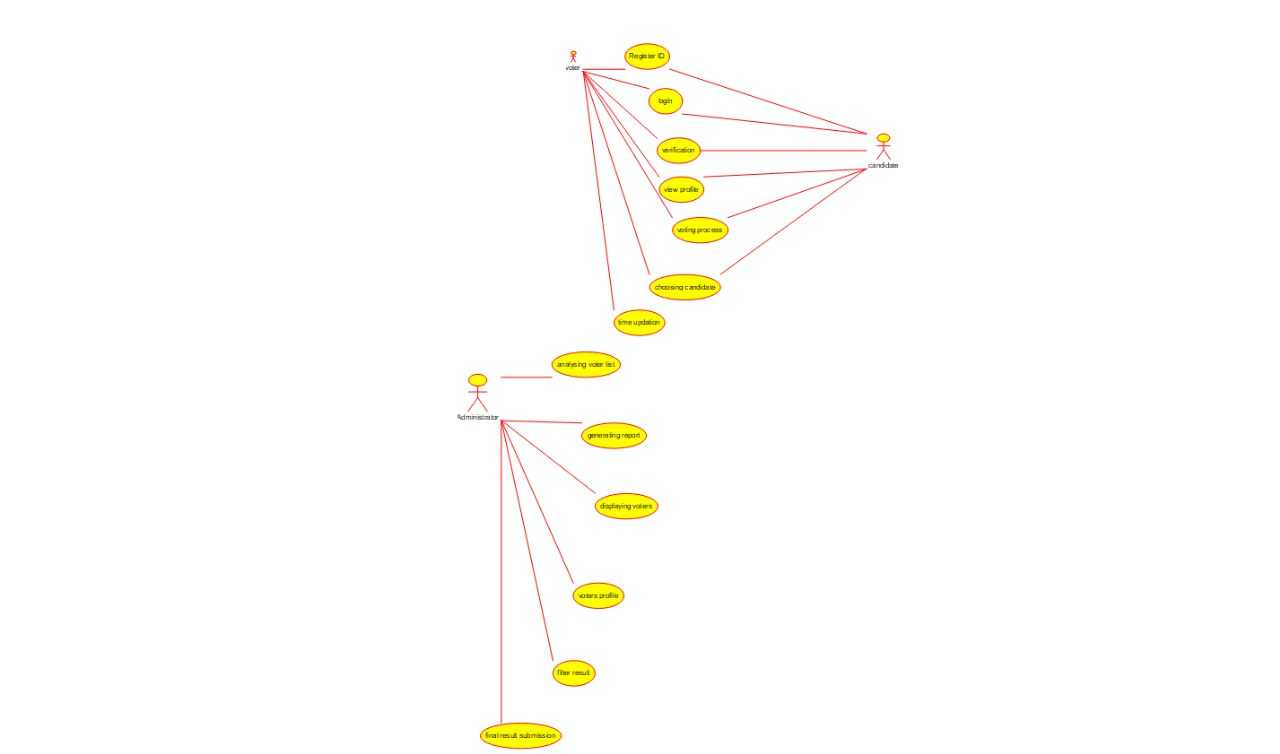 Register ID
voter
login
verification
candidate
view profile
voting process
choosing candidate
time updation
analysing voter list
Administrator
generating report
displaying voters
voters profile
filter result
final result submission